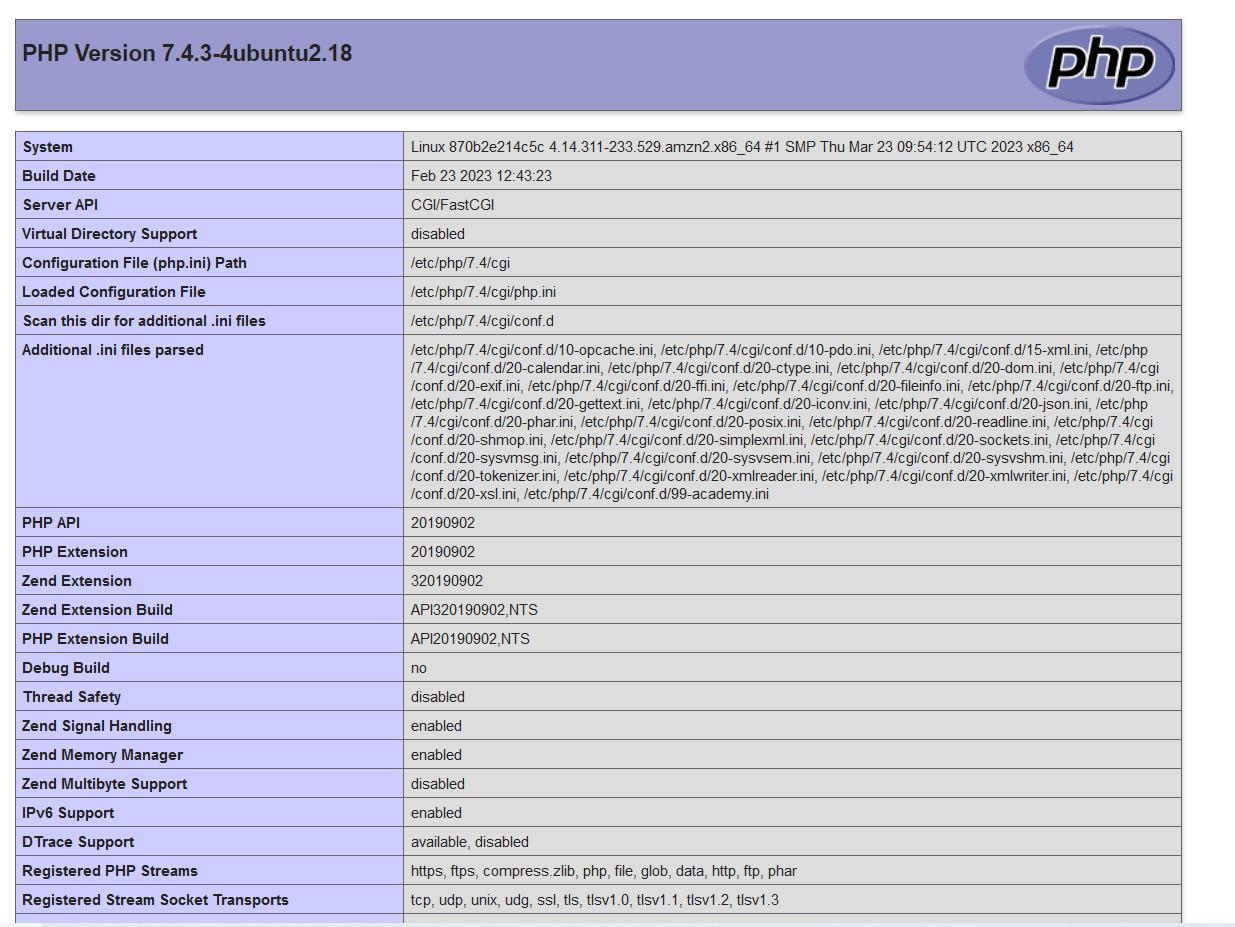 PHP Version 7.4.3-4ubuntu2.18
php
System Linux 870b2e214c5c 4.14.311-233.529.amzn2.x86_64 #1 SMP Thu Mar 23 09:54:12 UTC 2023 x86_64
Build Date Feb 23 2023 12:43:23
Server API CGI/FastCGI
Virtual Directory Support disabled
Configuration File (php.ini) Path /etc/php/7.4/cgi
Loaded Configuration File /etc/php/7.4/cgi/php.ini
Scan this dir for additional .ini files /etc/php/7.4/cgi/conf.d
Additional .ini files parsed /etc/php/7.4/cgi/conf.d/10-opcache.ini, /etc/php/7.4/cgi/conf.d/10-pdo.ini, /etc/php/7.4/cgi/conf.d/15-xml.ini, /etc/php
/7.4/cgi/conf.d/20-calendar.ini, /etc/php/7.4/cgi/conf.d/20-ctype.ini, /etc/php/7.4/cgi/conf.d/20-dom.ini, /etc/php/7.4/cgi
/conf.d/20-exif.ini, /etc/php/7.4/cgi/conf.d/20-ffi.ini, /etc/php/7.4/cgi/conf.d/20-fileinfo.ini, /etc/php/7.4/cgi/conf.d/20-ftp.ini,
/etc/php/7.4/cgi/conf.d/20-gettext.ini, /etc/php/7.4/cgi/conf.d/20-iconv.ini, /etc/php/7.4/cgi/conf.d/20-json.ini, /etc/php
/7.4/cgi/conf.d/20-phar.ini, /etc/php/7.4/cgi/conf.d/20-posix.ini, /etc/php/7.4/cgi/conf.d/20-readline.ini, /etc/php/7.4/cgi
/conf.d/20-shmop.ini, /etc/php/7.4/cgi/conf.d/20-simplexml.ini, /etc/php/7.4/cgi/conf.d/20-sockets.ini, /etc/php/7.4/cgi
/conf.d/20-sysvmsg.ini, /etc/php/7.4/cgi/conf.d/20-sysvsem.ini, /etc/php/7.4/cgi/conf.d/20-sysvshm.ini, /etc/php/7.4/cgi
/conf.d/20-tokenizer.ini, /etc/php/7.4/cgi/conf.d/20-xmlreader.ini, /etc/php/7.4/cgi/conf.d/20-xmlwriter.ini, /etc/php/7.4/cgi
/conf.d/20-xsl.ini, /etc/php/7.4/cgi/conf.d/99-academy.ini
PHP API 20190902
PHP Extension 20190902
Zend Extension 320190902
Zend Extension Build API320190902,NTS
PHP Extension Build API20190902,NTS
Debug Build no
Thread Safety disabled
Zend Signal Handling enabled
Zend Memory Manager enabled
Zend Multibyte Support disabled
IPv6 Support enabled
DTrace Support available, disabled
Registered PHP Streams https, ftps, compress.zlib, php, file, glob, data, http, ftp, phar
Registered Stream Socket Transports tcp, udp, unix, udg, ssl, tls, tlsv1.0, tlsv1.1, tlsv1.2, tlsv1.3